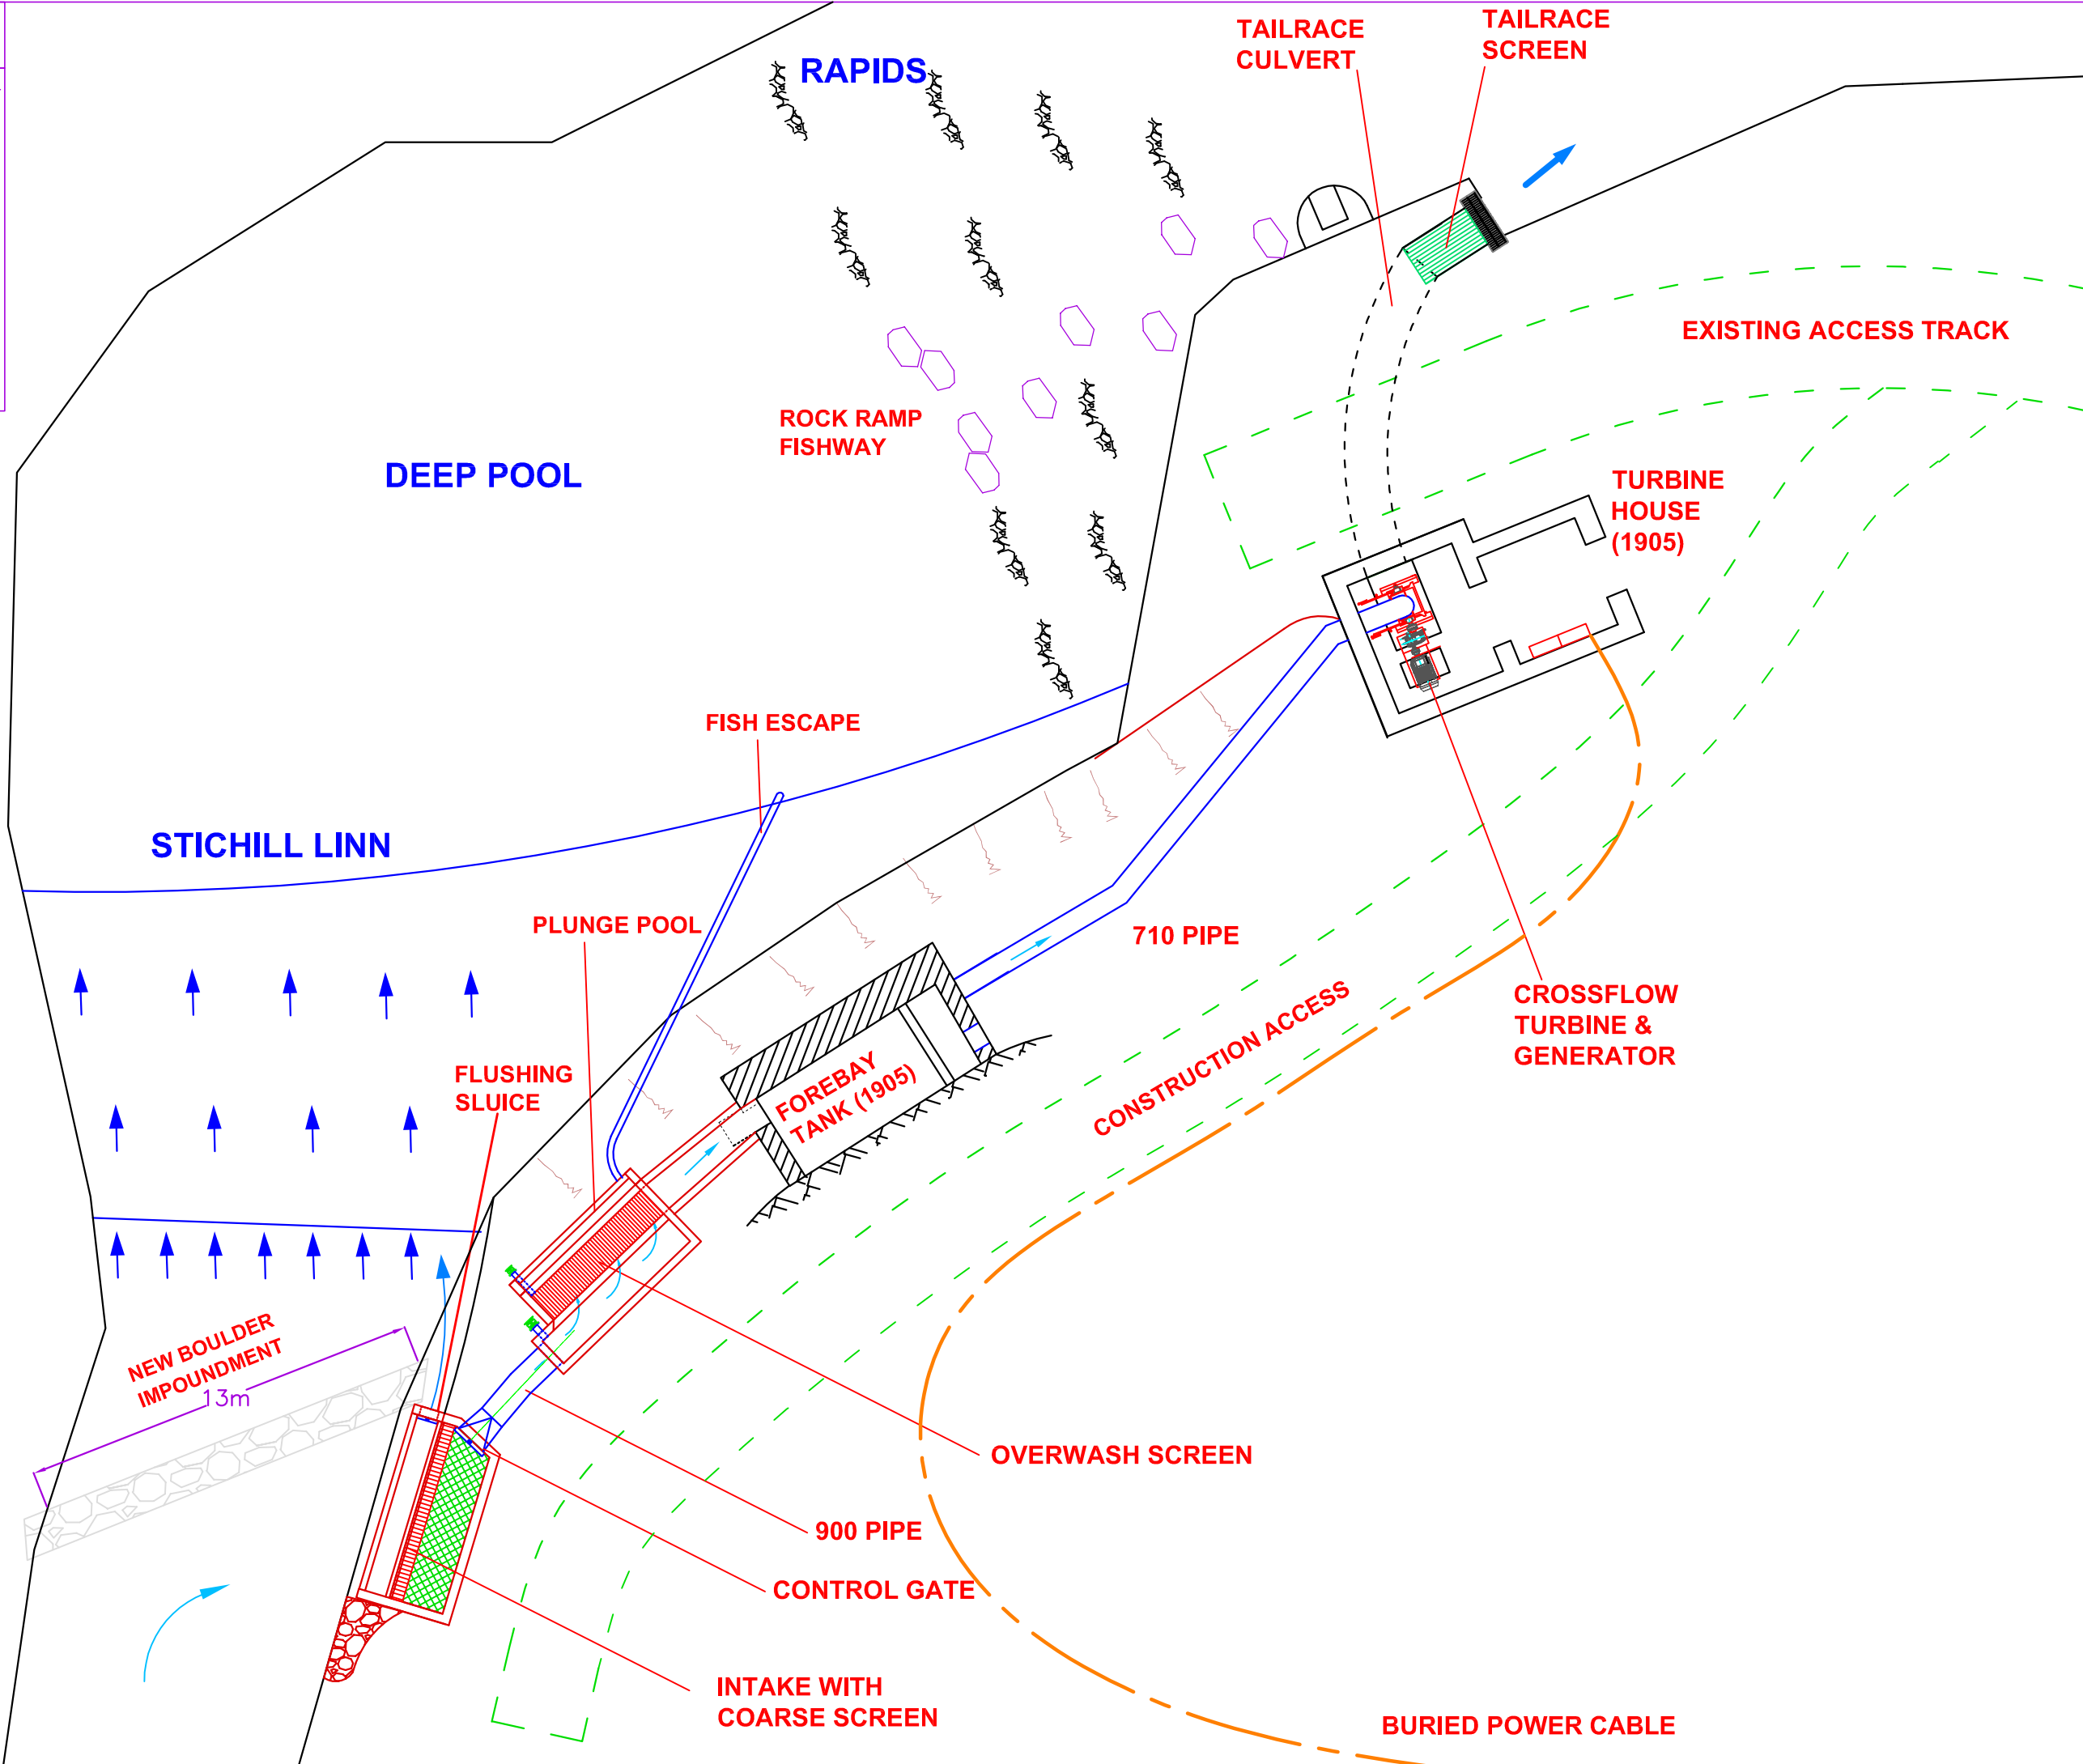 TAILRACE
CULVERT
TAILRACE
SCREEN
RAPIDS
EXISTING ACCESS TRACK
ROCK RAMP
FISHWAY
DEEP POOL
TURBINE
HOUSE
(1905)
FISH ESCAPE
STICHILL LINN
PLUNGE POOL
710 PIPE
CROSSFLOW
TURBINE &
GENERATOR
CONSTRUCTION ACCESS
FLUSHING
SLUICE
FOREBAY
TANK (1905)
NEW BOULDER
IMPOUNDMENT
13m
OVERWASH SCREEN
900 PIPE
CONTROL GATE
INTAKE WITH
COARSE SCREEN
BURIED POWER CABLE